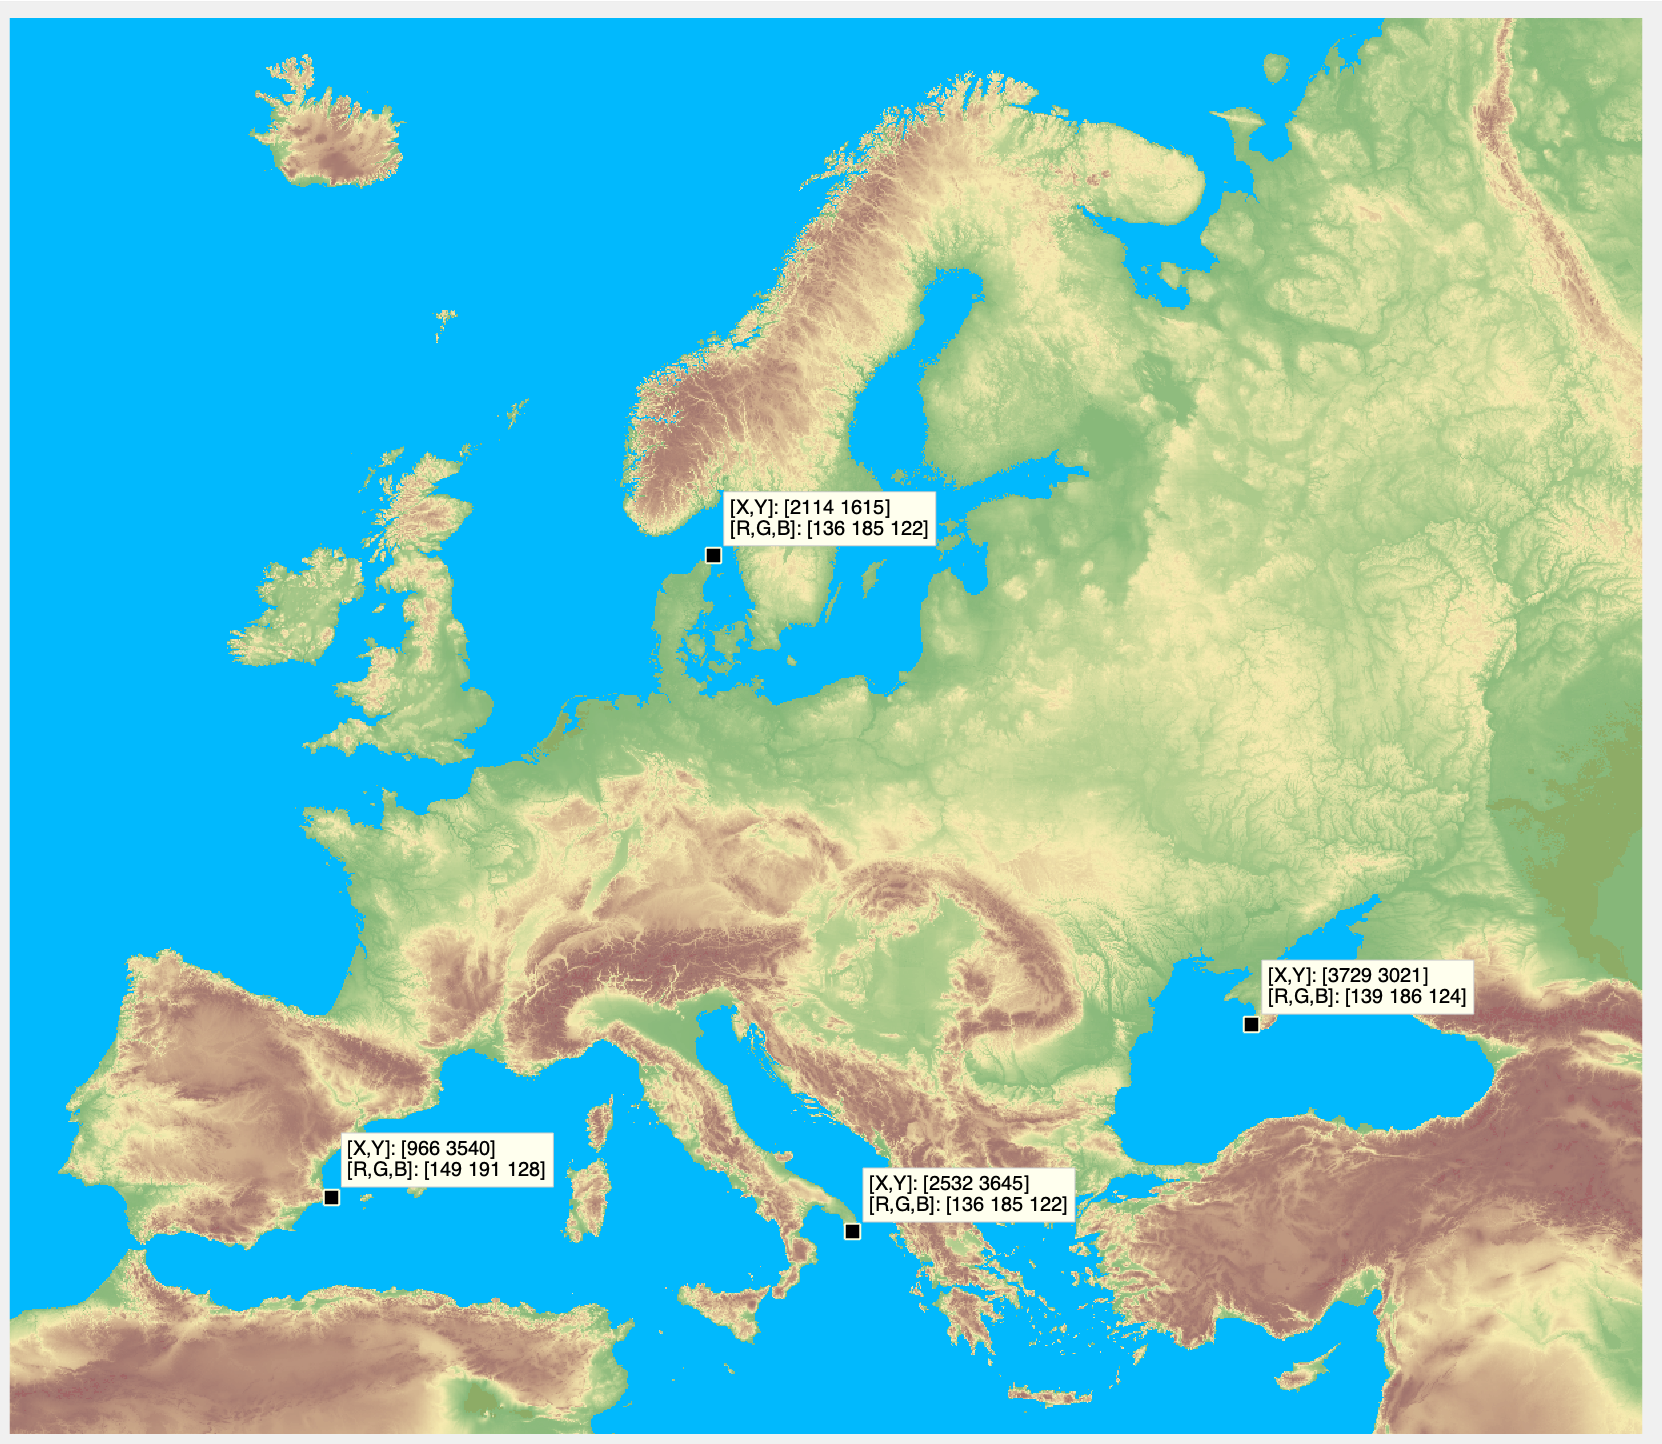 [X,Y]: [2114 1615]
[R,G,B]: [136 185 122]
[X,Y]: [3729 3021]
[R,G,B]: [139 186 124]
[X,Y]: [966 3540]
[R,G,B]: [149 191 128]
[X,Y]: [2532 3645]
[R,G,B]: [136 185 122]